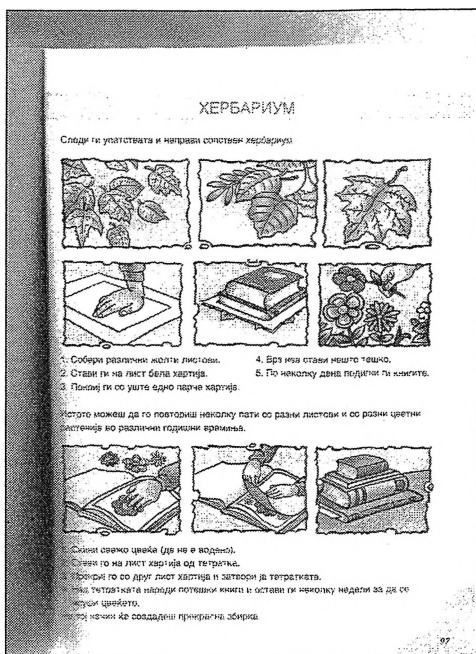 ХЕРБАРИУМ
Следи ги упатствата и направи сопствен хербариум
1. Собери различни жолти листови.
2. Стави ги на лист бела хартија.
3. Покриј ги со уште едно парче хартија.
4. Врз неа стави нешто тешко.
5. По неколку дена подигни ги книгите.
Истото можеш да го повториш неколку пати со разни листови и со разни цветни
растенија во различни годишни времиња.
Скини свежо цвеќе (да не е водено).
Стави го на лист хартија од тетратка.
Покриј го со друг лист хартија и затвори ја тетратката.
тетратката нареди потешки книги и остави ги неколку недели за да се
цвеќето.
тој начин ќе создадеш прекрасна збирка
97